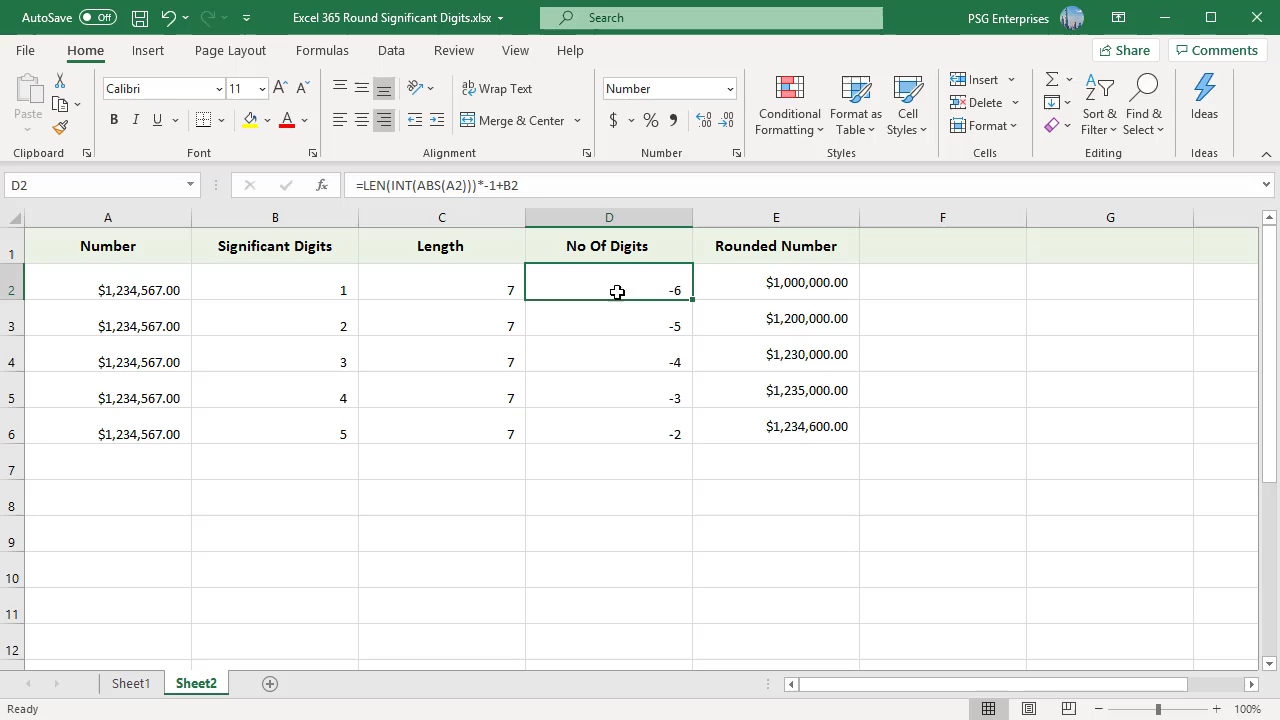 AutoSave Off Excel 365 Round Significant Digits.xlsx Search PSG Enterprises
File Home Insert Page Layout Formulas Data Review View Help Share Comments
Paste
Clipboard
Calibri 11 A A
B I U A
Font
ab Wrap Text
Merge & Center
Alignment
Number
$ % 9
Number
Conditional Formatting
Format as Table
Cell Styles
Styles
Insert
Delete
Format
Cells
Sort & Filter
Find & Select
Editing
Ideas
Ideas
D2 fx =LEN(INT(ABS(A2)))*-1+B2
A B C D E F G
1 Number Significant Digits Length No Of Digits Rounded Number
2 $1,234,567.00 1 7 -6 $1,000,000.00
3 $1,234,567.00 2 7 -5 $1,200,000.00
4 $1,234,567.00 3 7 -4 $1,230,000.00
5 $1,234,567.00 4 7 -3 $1,235,000.00
6 $1,234,567.00 5 7 -2 $1,234,600.00
7
8
9
10
11
12
Sheet1 Sheet2
Ready 100%